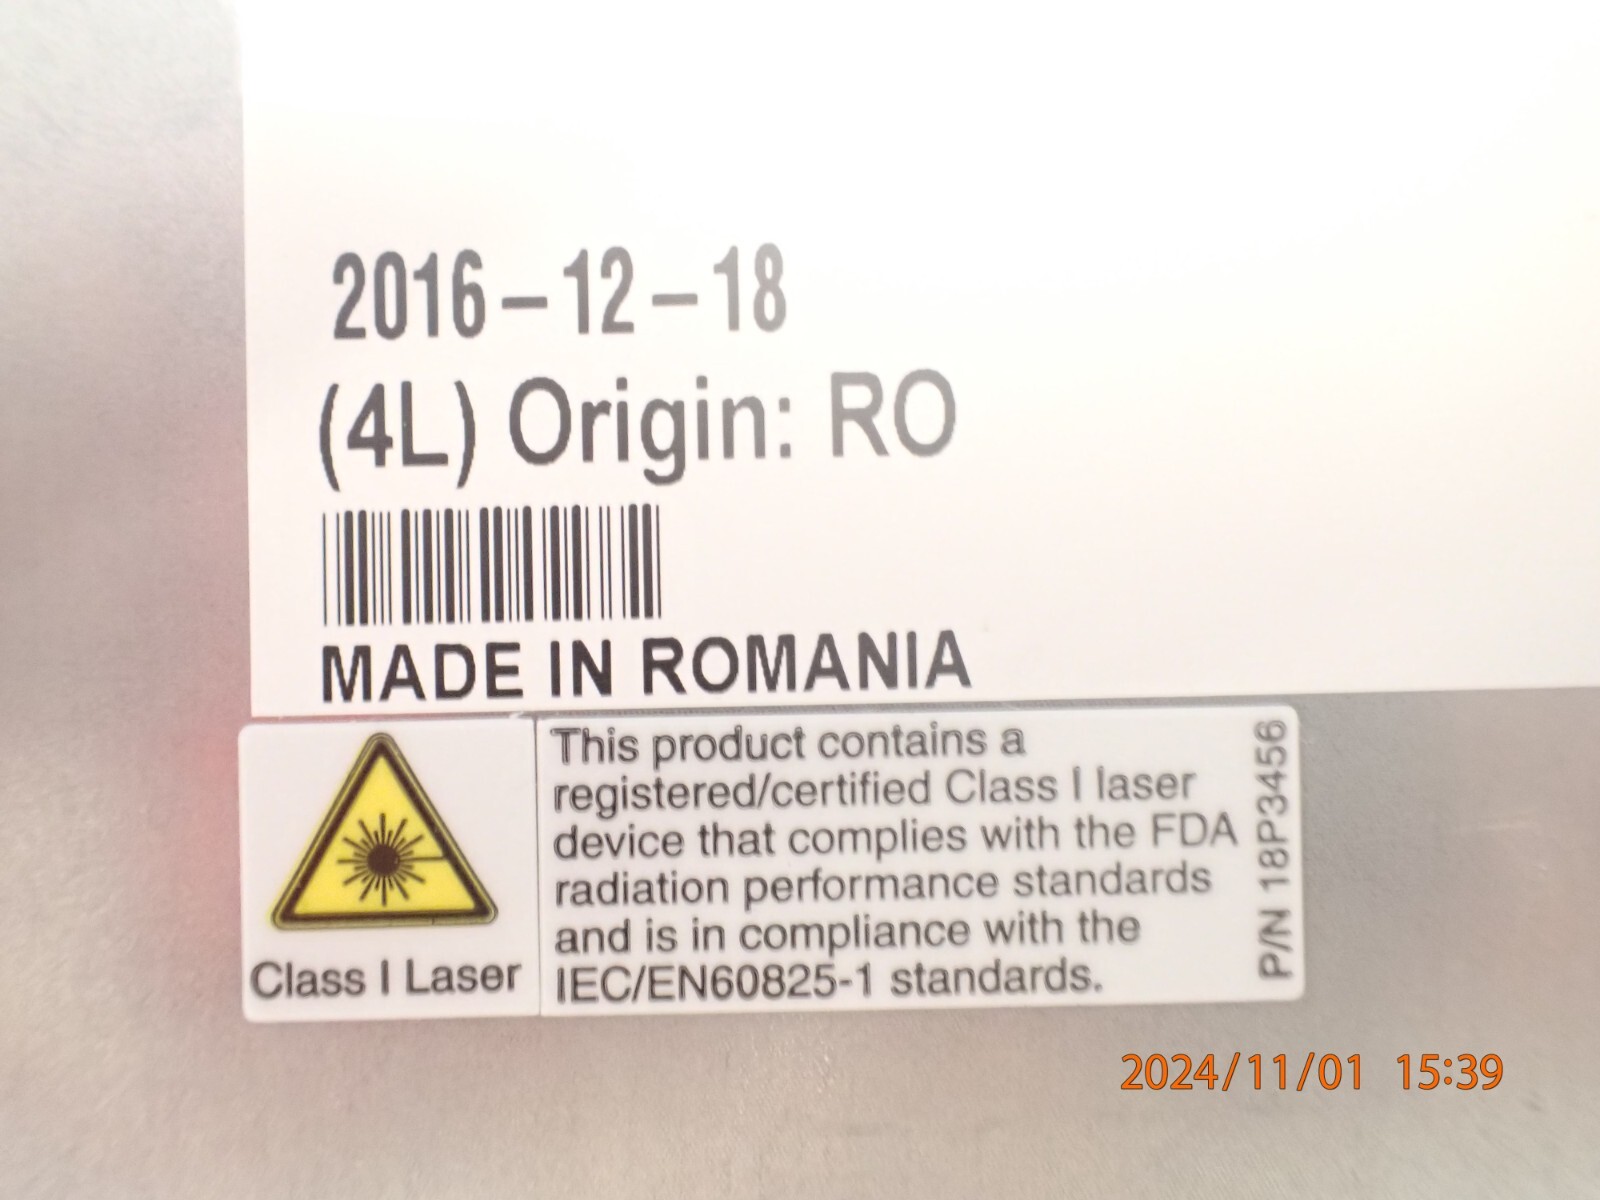 2016-12-18
(4L) Origin: RO
MADE IN ROMANIA
Class I Laser
This product contains a
registered/certified Class I laser
device that complies with the FDA
radiation performance standards
and is in compliance with the
IEC/EN60825-1 standards.
P/N 18P3456
2024/11/01 15:39